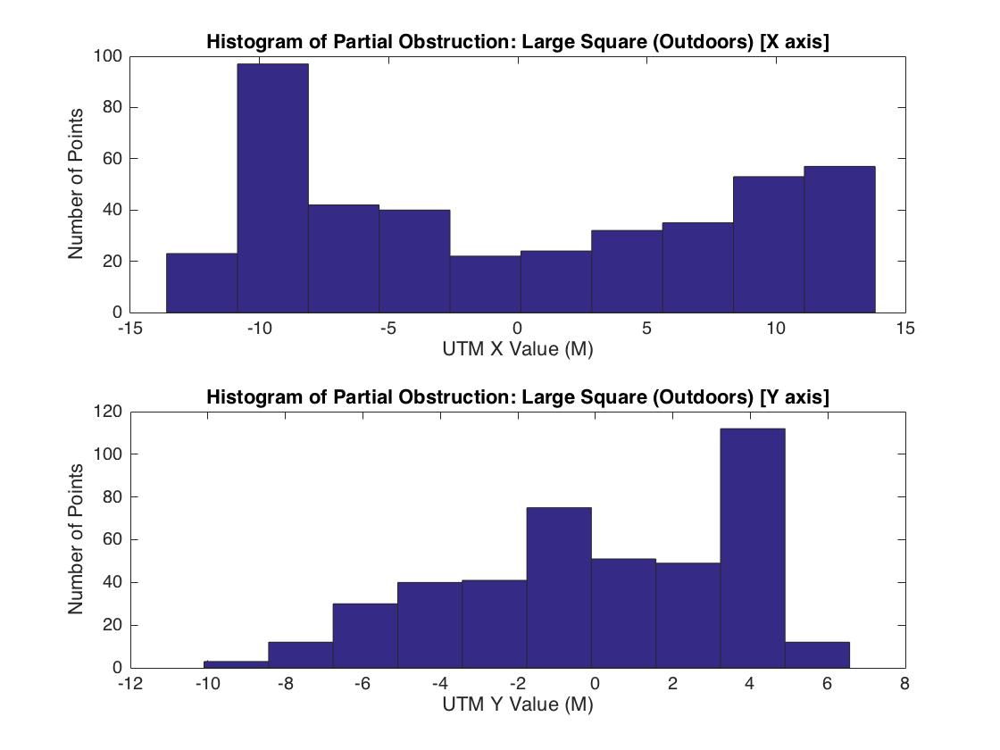 Histogram of Partial Obstruction: Large Square (Outdoors) [X axis]
100
80
60
40
20
0
Number of Points
-15 -10 -5 0 5 10 15
UTM X Value (M)
Histogram of Partial Obstruction: Large Square (Outdoors) [Y axis]
120
100
80
60
40
20
0
Number of Points
-12 -10 -8 -6 -4 -2 0 2 4 6 8
UTM Y Value (M)